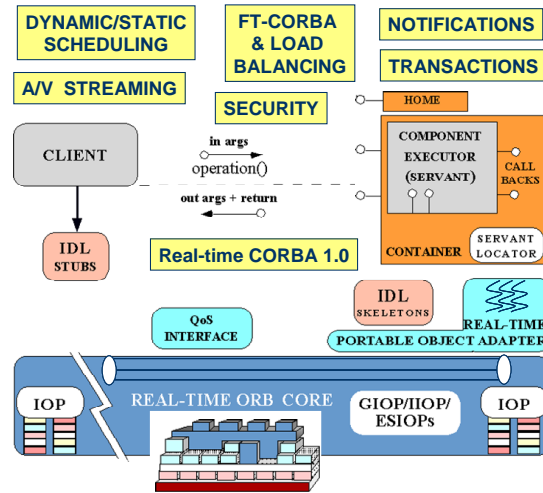 DYNAMIC/STATIC
SCHEDULING
FT-CORBA
& LOAD
BALANCING
NOTIFICATIONS
TRANSACTIONS
A/V STREAMING
SECURITY
HOME
CLIENT
in args
operation()
out args + return
COMPONENT
EXECUTOR
(SERVANT)
CALL
BACKS
IDL
STUBS
Real-time CORBA 1.0
CONTAINER
SERVANT
LOCATOR
QoS
INTERFACE
IDL
SKELETONS
REAL-TIME
PORTABLE OBJECT ADAPTER
IOP
REAL-TIME ORB CORE
GIOP/IIOP/
ESIOPs
IOP